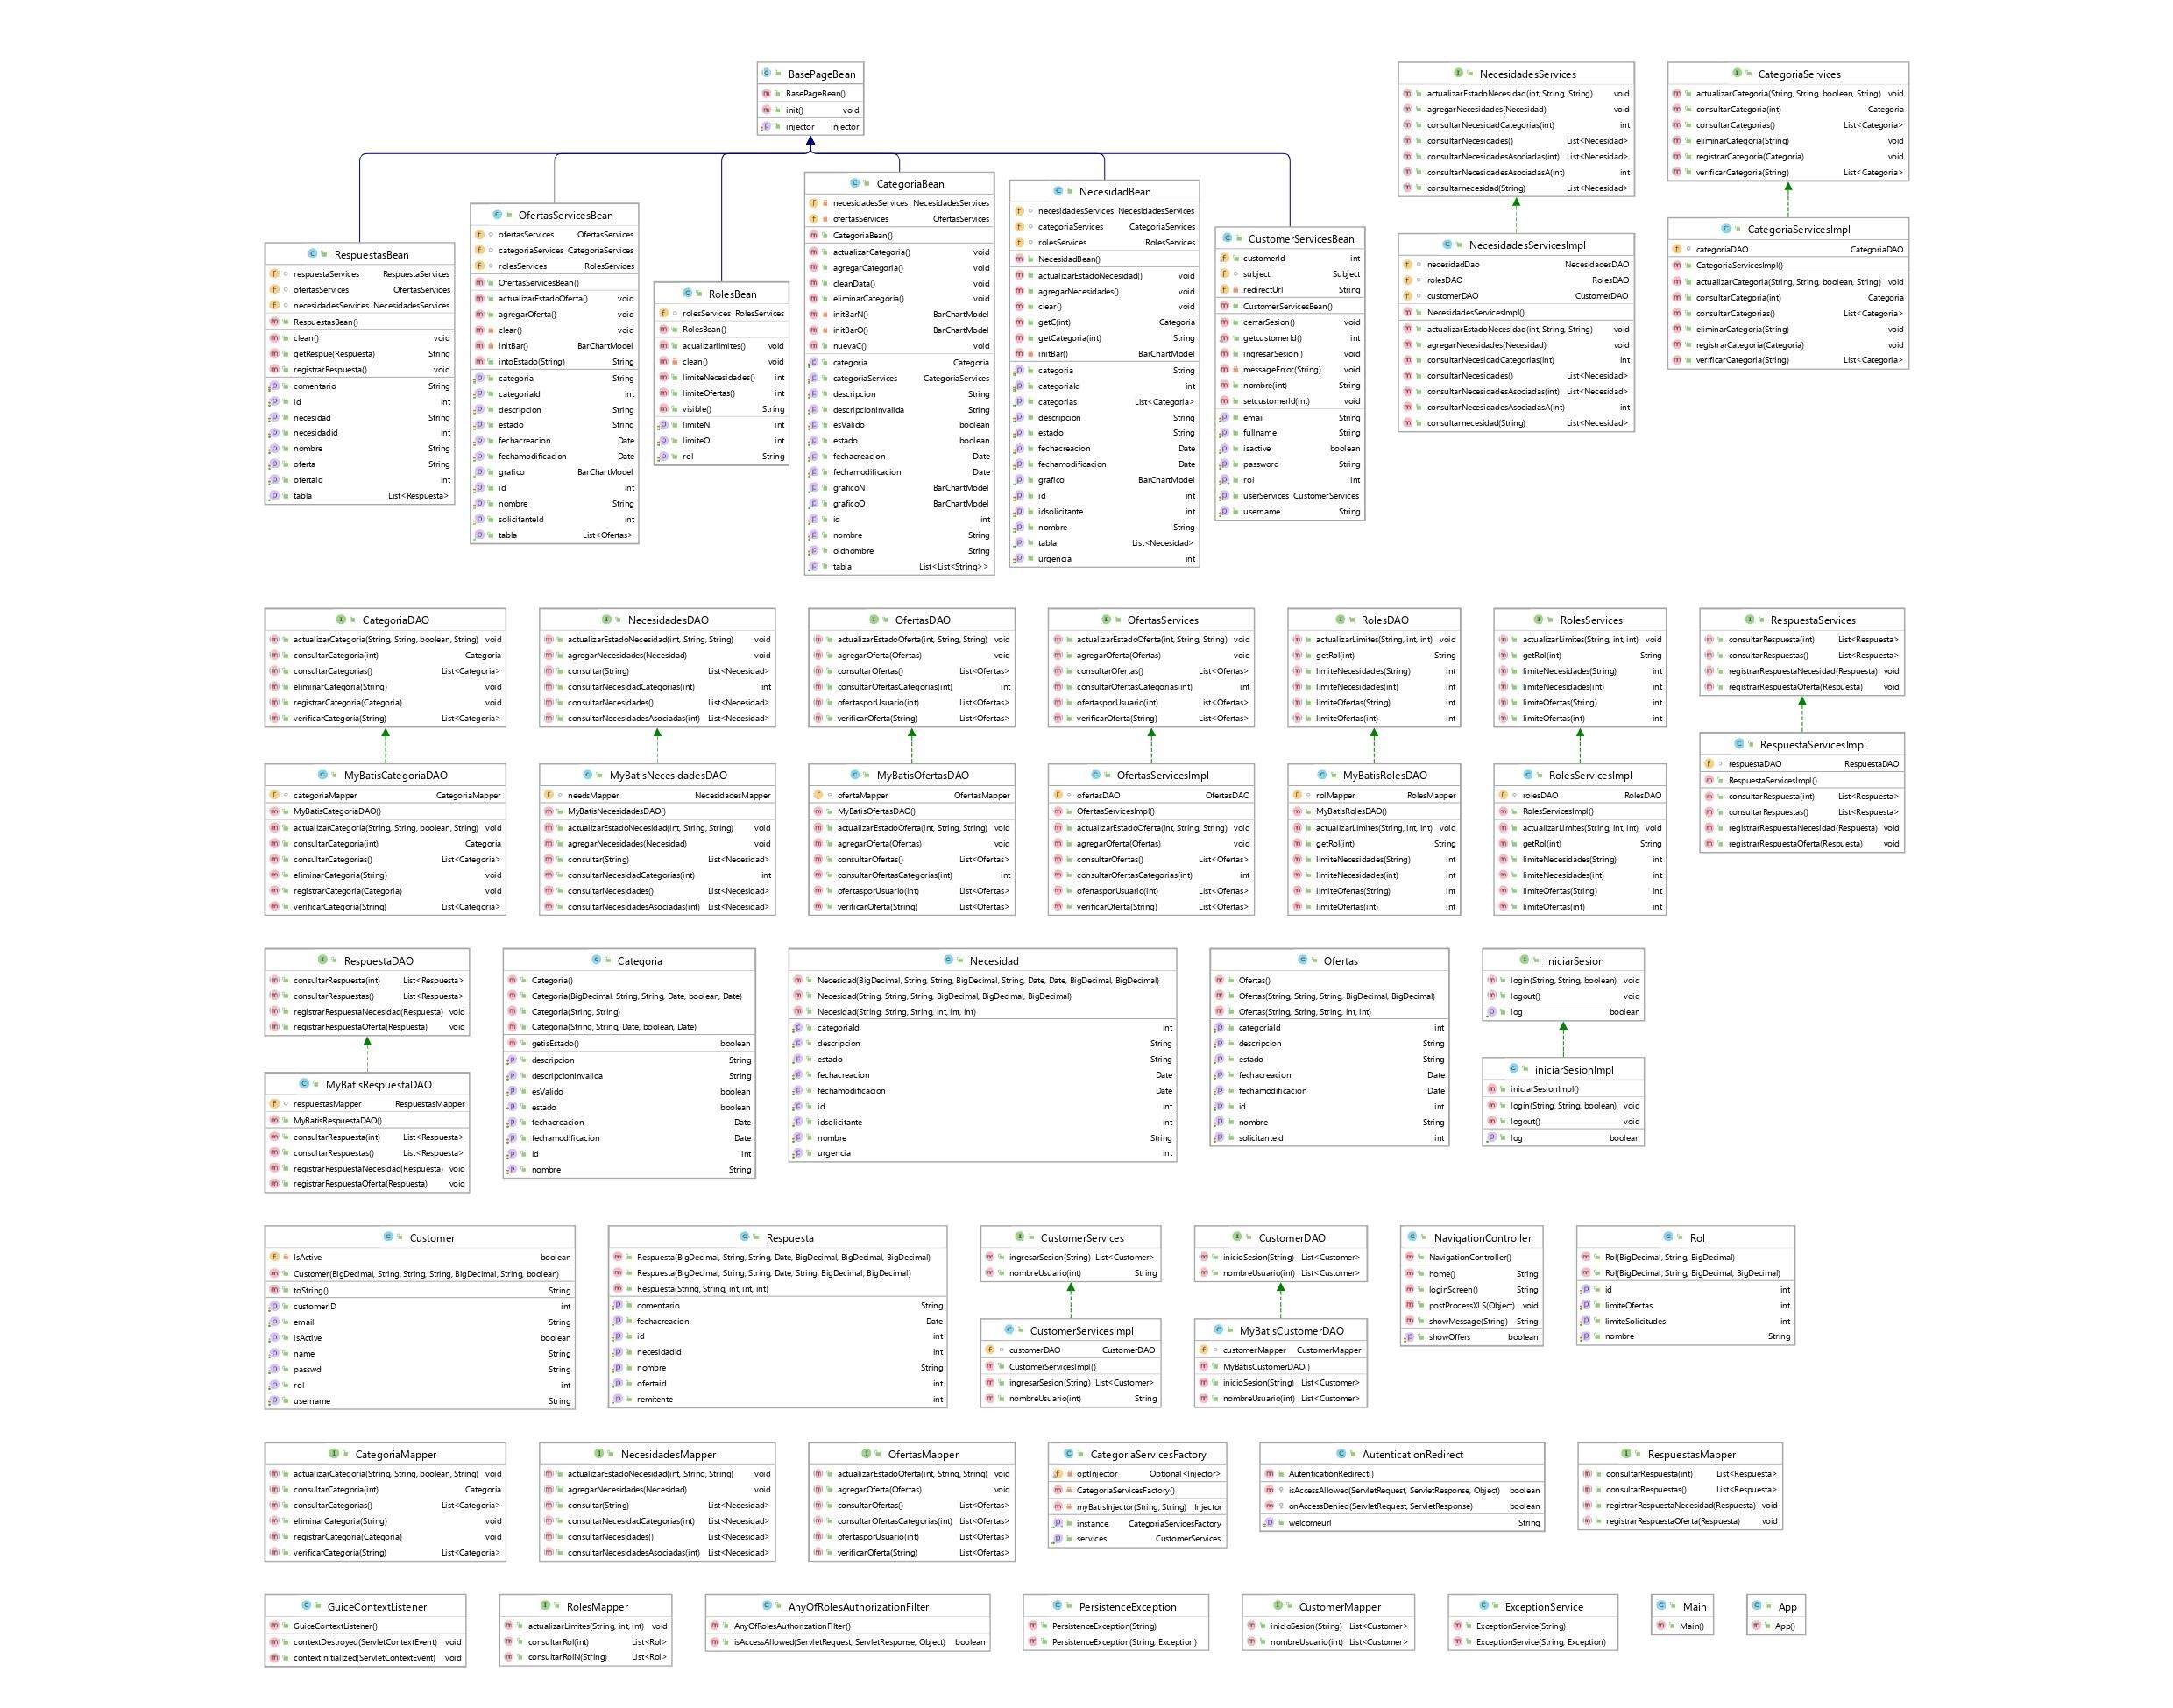 BasePageBean
BasePageBean()
init() void
injector Injector
NecesidadesServices
actualizarEstadoNecesidad(int, String, String) void
agregarNecesidades(Necesidad) void
consultarNecesidadCategorias(int) int
consultarNecesidades() List<Necesidad>
consultarNecesidadesAsociadas(int) List<Necesidad>
consultarNecesidadesAsociadasA(int) int
consultarnecesidad(String) List<Necesidad>
CategoriaServices
actualizarCategoria(String, String, boolean, String) void
consultarCategoria(int) Categoria
consultarCategorias() List<Categoria>
eliminarCategoria(String) void
registrarCategoria(Categoria) void
verificarCategoria(String) List<Categoria>
RespuestasBean
respuestaServices RespuestaServices
ofertasServices OfertasServices
necesidadesServices NecesidadesServices
RespuestasBean()
clean() void
getRespue(Respuesta) String
registrarRespuesta() void
comentario String
id int
necesidad String
necesidadid int
nombre String
oferta String
ofertaid int
tabla List<Respuesta>
OfertasServicesBean
ofertasServices OfertasServices
categoriaServices CategoriaServices
rolesServices RolesServices
OfertasServicesBean()
actualizarEstadoOferta() void
agregarOferta() void
clear() void
initBar() BarChartModel
intoEstado(String) String
categoria String
categoriaId int
descripcion String
estado String
fechacreacion Date
fechamodificacion Date
grafico BarChartModel
id int
nombre String
solicitanteId int
tabla List<Ofertas>
RolesBean
rolesServices RolesServices
RolesBean()
acualizarlimites() void
clean() void
limiteNecesidades() int
limiteOfertas() int
visible() String
limiteN int
limiteO int
rol String
CategoriaBean
necesidadesServices NecesidadesServices
ofertasServices OfertasServices
CategoriaBean()
actualizarCategoria() void
agregarCategoria() void
cleanData() void
eliminarCategoria() void
initBarN() BarChartModel
initBarO() BarChartModel
nuevaC() void
categoria Categoria
categoriaServices CategoriaServices
descripcion String
descripcionInvalida String
esValido boolean
estado boolean
fechacreacion Date
fechamodificacion Date
graficoN BarChartModel
graficoO BarChartModel
id int
nombre String
oldnombre String
tabla List<List<String>>
NecesidadBean
necesidadesServices NecesidadesServices
categoriaServices CategoriaServices
rolesServices RolesServices
NecesidadBean()
actualizarEstadoNecesidad() void
agregarNecesidades() void
clear() void
getC(int) Categoria
getCategoria(int) String
initBar() BarChartModel
categoria String
categoriaId int
categorias List<Categoria>
descripcion String
estado String
fechacreacion Date
fechamodificacion Date
grafico BarChartModel
id int
idsolicitante int
nombre String
tabla List<Necesidad>
urgencia int
CustomerServicesBean
customerId int
subject Subject
redirectUrl String
CustomerServicesBean()
cerrarSesion() void
getcustomerId() int
ingresarSesion() void
messageError(String) void
nombre(int) String
setcustomerId(int) void
email String
fullname String
isactive boolean
password String
rol int
userServices CustomerServices
username String
NecesidadesServicesImpl
necesidadDao NecesidadesDAO
rolesDAO RolesDAO
customerDAO CustomerDAO
NecesidadesServicesImpl()
actualizarEstadoNecesidad(int, String, String) void
agregarNecesidades(Necesidad) void
consultarNecesidadCategorias(int) int
consultarNecesidades() List<Necesidad>
consultarNecesidadesAsociadas(int) List<Necesidad>
consultarNecesidadesAsociadasA(int) int
consultarnecesidad(String) List<Necesidad>
CategoriaServicesImpl
categoriaDAO CategoriaDAO
CategoriaServicesImpl()
actualizarCategoria(String, String, boolean, String) void
consultarCategoria(int) Categoria
consultarCategorias() List<Categoria>
eliminarCategoria(String) void
registrarCategoria(Categoria) void
verificarCategoria(String) List<Categoria>
CategoriaDAO
actualizarCategoria(String, String, boolean, String) void
consultarCategoria(int) Categoria
consultarCategorias() List<Categoria>
eliminarCategoria(String) void
registrarCategoria(Categoria) void
verificarCategoria(String) List<Categoria>
NecesidadesDAO
actualizarEstadoNecesidad(int, String, String) void
agregarNecesidades(Necesidad) void
consultar(String) List<Necesidad>
consultarNecesidadCategorias(int) int
consultarNecesidades() List<Necesidad>
consultarNecesidadesAsociadas(int) List<Necesidad>
OfertasDAO
actualizarEstadoOferta(int, String, String) void
agregarOferta(Ofertas) void
consultarOfertas() List<Ofertas>
consultarOfertasCategorias(int) int
ofertasporUsuario(int) List<Ofertas>
verificarOferta(String) List<Ofertas>
OfertasServices
actualizarEstadoOferta(int, String, String) void
agregarOferta(Ofertas) void
consultarOfertas() List<Ofertas>
consultarOfertasCategorias(int) int
ofertasporUsuario(int) List<Ofertas>
verificarOferta(String) List<Ofertas>
RolesDAO
actualizarLimites(String, int, int) void
getRol(int) String
limiteNecesidades(String) int
limiteNecesidades(int) int
limiteOfertas(String) int
limiteOfertas(int) int
RolesServices
actualizarLimites(String, int, int) void
getRol(int) String
limiteNecesidades(String) int
limiteNecesidades(int) int
limiteOfertas(String) int
limiteOfertas(int) int
RespuestaServices
consultarRespuesta(int) List<Respuesta>
consultarRespuestas() List<Respuesta>
registrarRespuestaNecesidad(Respuesta) void
registrarRespuestaOferta(Respuesta) void
MyBatisCategoriaDAO
categoriaMapper CategoriaMapper
MyBatisCategoriaDAO()
actualizarCategoria(String, String, boolean, String) void
consultarCategoria(int) Categoria
consultarCategorias() List<Categoria>
eliminarCategoria(String) void
registrarCategoria(Categoria) void
verificarCategoria(String) List<Categoria>
MyBatisNecesidadesDAO
needsMapper NecesidadesMapper
MyBatisNecesidadesDAO()
actualizarEstadoNecesidad(int, String, String) void
agregarNecesidades(Necesidad) void
consultar(String) List<Necesidad>
consultarNecesidadCategorias(int) int
consultarNecesidades() List<Necesidad>
consultarNecesidadesAsociadas(int) List<Necesidad>
MyBatisOfertasDAO
ofertaMapper OfertasMapper
MyBatisOfertasDAO()
actualizarEstadoOferta(int, String, String) void
agregarOferta(Ofertas) void
consultarOfertas() List<Ofertas>
consultarOfertasCategorias(int) int
ofertasporUsuario(int) List<Ofertas>
verificarOferta(String) List<Ofertas>
OfertasServicesImpl
ofertasDAO OfertasDAO
OfertasServicesImpl()
actualizarEstadoOferta(int, String, String) void
agregarOferta(Ofertas) void
consultarOfertas() List<Ofertas>
consultarOfertasCategorias(int) int
ofertasporUsuario(int) List<Ofertas>
verificarOferta(String) List<Ofertas>
MyBatisRolesDAO
rolMapper RolesMapper
MyBatisRolesDAO()
actualizarLimites(String, int, int) void
getRol(int) String
limiteNecesidades(String) int
limiteNecesidades(int) int
limiteOfertas(String) int
limiteOfertas(int) int
RolesServicesImpl
rolesDAO RolesDAO
RolesServicesImpl()
actualizarLimites(String, int, int) void
getRol(int) String
limiteNecesidades(String) int
limiteNecesidades(int) int
limiteOfertas(String) int
limiteOfertas(int) int
RespuestaServicesImpl
respuestaDAO RespuestaDAO
RespuestaServicesImpl()
consultarRespuesta(int) List<Respuesta>
consultarRespuestas() List<Respuesta>
registrarRespuestaNecesidad(Respuesta) void
registrarRespuestaOferta(Respuesta) void
RespuestaDAO
consultarRespuesta(int) List<Respuesta>
consultarRespuestas() List<Respuesta>
registrarRespuestaNecesidad(Respuesta) void
registrarRespuestaOferta(Respuesta) void
MyBatisRespuestaDAO
respuestasMapper RespuestasMapper
MyBatisRespuestaDAO()
consultarRespuesta(int) List<Respuesta>
consultarRespuestas() List<Respuesta>
registrarRespuestaNecesidad(Respuesta) void
registrarRespuestaOferta(Respuesta) void
Categoria
Categoria()
Categoria(BigDecimal, String, String, Date, boolean, Date)
Categoria(String, String)
Categoria(String, String, Date, boolean, Date)
getisEstado() boolean
descripcion String
descripcionInvalida String
esValido boolean
estado boolean
fechacreacion Date
fechamodificacion Date
id int
nombre String
Necesidad
Necesidad(BigDecimal, String, String, BigDecimal, String, Date, Date, BigDecimal, BigDecimal)
Necesidad(String, String, String, BigDecimal, BigDecimal, BigDecimal)
Necesidad(String, String, String, int, int, int)
categoriaId int
descripcion String
estado String
fechacreacion Date
fechamodificacion Date
id int
idsolicitante int
nombre String
urgencia int
Ofertas
Ofertas()
Ofertas(String, String, String, BigDecimal, BigDecimal)
Ofertas(String, String, String, int, int)
categoriaId int
descripcion String
estado String
fechacreacion Date
fechamodificacion Date
id int
nombre String
solicitanteId int
iniciarSesion
login(String, String, boolean) void
logout() void
log boolean
iniciarSesionImpl
iniciarSesionImpl()
login(String, String, boolean) void
logout() void
log boolean
Customer
IsActive boolean
Customer(BigDecimal, String, String, String, BigDecimal, String, boolean)
toString() String
customerID int
email String
isActive boolean
name String
passwd String
rol int
username String
Respuesta
Respuesta(BigDecimal, String, String, Date, BigDecimal, BigDecimal, BigDecimal)
Respuesta(BigDecimal, String, String, Date, String, BigDecimal, BigDecimal)
Respuesta(String, String, int, int, int)
comentario String
fechacreacion Date
id int
necesidadid int
nombre String
ofertaid int
remitente int
CustomerServices
ingresarSesion(String) List<Customer>
nombreUsuario(int) String
CustomerServicesImpl
customerDAO CustomerDAO
CustomerServicesImpl()
ingresarSesion(String) List<Customer>
nombreUsuario(int) String
CustomerDAO
inicioSesion(String) List<Customer>
nombreUsuario(int) List<Customer>
MyBatisCustomerDAO
customerMapper CustomerMapper
MyBatisCustomerDAO()
inicioSesion(String) List<Customer>
nombreUsuario(int) List<Customer>
NavigationController
NavigationController()
home() String
loginScreen() String
postProcessXLS(Object) void
showMessage(String) String
showOffers boolean
Rol
Rol(BigDecimal, String, BigDecimal)
Rol(BigDecimal, String, BigDecimal, BigDecimal)
id int
limiteOfertas int
limiteSolicitudes int
nombre String
CategoriaMapper
actualizarCategoria(String, String, boolean, String) void
consultarCategoria(int) Categoria
consultarCategorias() List<Categoria>
eliminarCategoria(String) void
registrarCategoria(Categoria) void
verificarCategoria(String) List<Categoria>
NecesidadesMapper
actualizarEstadoNecesidad(int, String, String) void
agregarNecesidades(Necesidad) void
consultar(String) List<Necesidad>
consultarNecesidadCategorias(int) List<Necesidad>
consultarNecesidades() List<Necesidad>
consultarNecesidadesAsociadas(int) List<Necesidad>
OfertasMapper
actualizarEstadoOferta(int, String, String) void
agregarOferta(Ofertas) void
consultarOfertas() List<Ofertas>
consultarOfertasCategorias(int) List<Ofertas>
ofertasporUsuario(int) List<Ofertas>
verificarOferta(String) List<Ofertas>
CategoriaServicesFactory
optInjector Optional<Injector>
CategoriaServicesFactory()
myBatisInjector(String, String) Injector
instance CategoriaServicesFactory
services CustomerServices
AutenticationRedirect
AutenticationRedirect()
isAccessAllowed(ServletRequest, ServletResponse, Object) boolean
onAccessDenied(ServletRequest, ServletResponse) boolean
welcomeurl String
RespuestasMapper
consultarRespuesta(int) List<Respuesta>
consultarRespuestas() List<Respuesta>
registrarRespuestaNecesidad(Respuesta) void
registrarRespuestaOferta(Respuesta) void
GuiceContextListener
GuiceContextListener()
contextDestroyed(ServletContextEvent) void
contextInitialized(ServletContextEvent) void
RolesMapper
actualizarLimites(String, int, int) void
consultarRol(int) List<Rol>
consultarRolN(String) List<Rol>
AnyOfRolesAuthorizationFilter
AnyOfRolesAuthorizationFilter()
isAccessAllowed(ServletRequest, ServletResponse, Object) boolean
PersistenceException
PersistenceException(String)
PersistenceException(String, Exception)
CustomerMapper
inicioSesion(String) List<Customer>
nombreUsuario(int) List<Customer>
ExceptionService
ExceptionService(String)
ExceptionService(String, Exception)
Main
Main()
App
App()